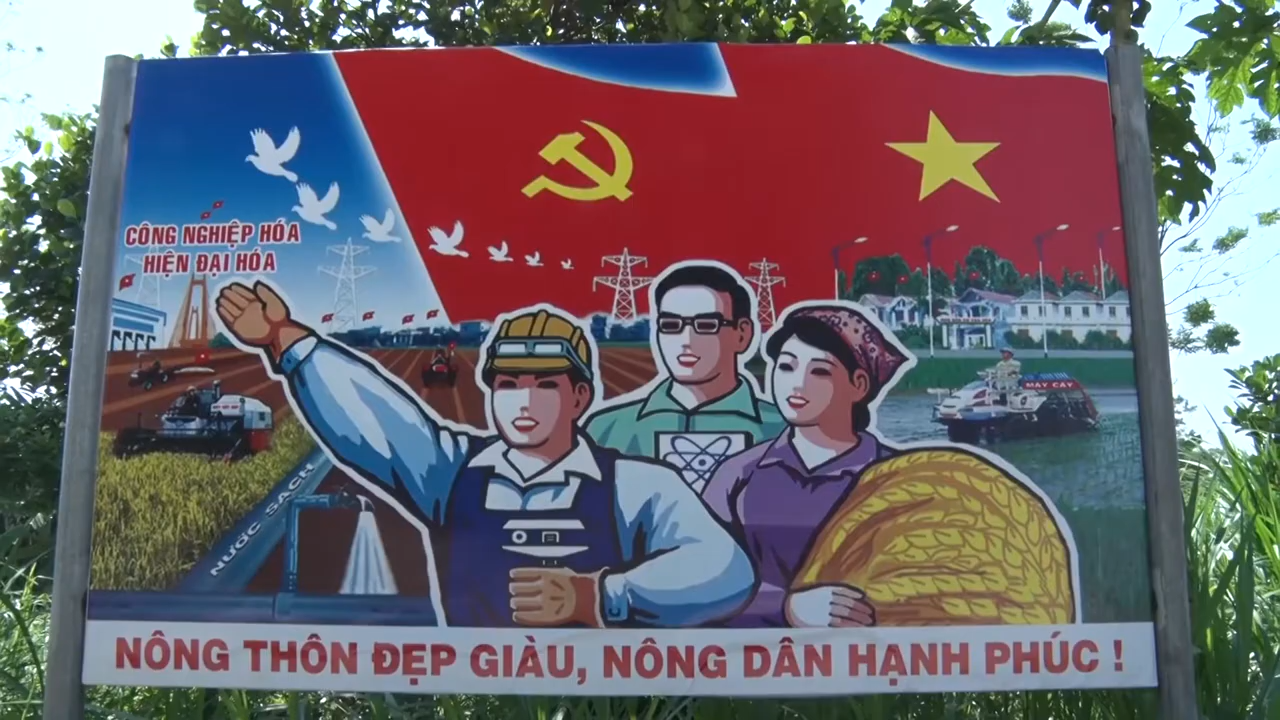 CÔNG NGHIỆP HÓA
HIỆN ĐẠI HÓA
MÁY CẤY
NƯỚC SẠCH
NÔNG THÔN ĐẸP GIÀU, NÔNG DÂN HẠNH PHÚC !